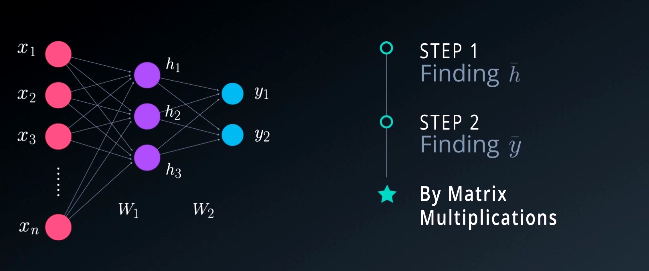 x₁
x₂
x₃
xₙ
h₁
h₂
h₃
y₁
y₂
W₁
W₂
STEP 1
Finding h̄
STEP 2
Finding ȳ
By Matrix
Multiplications